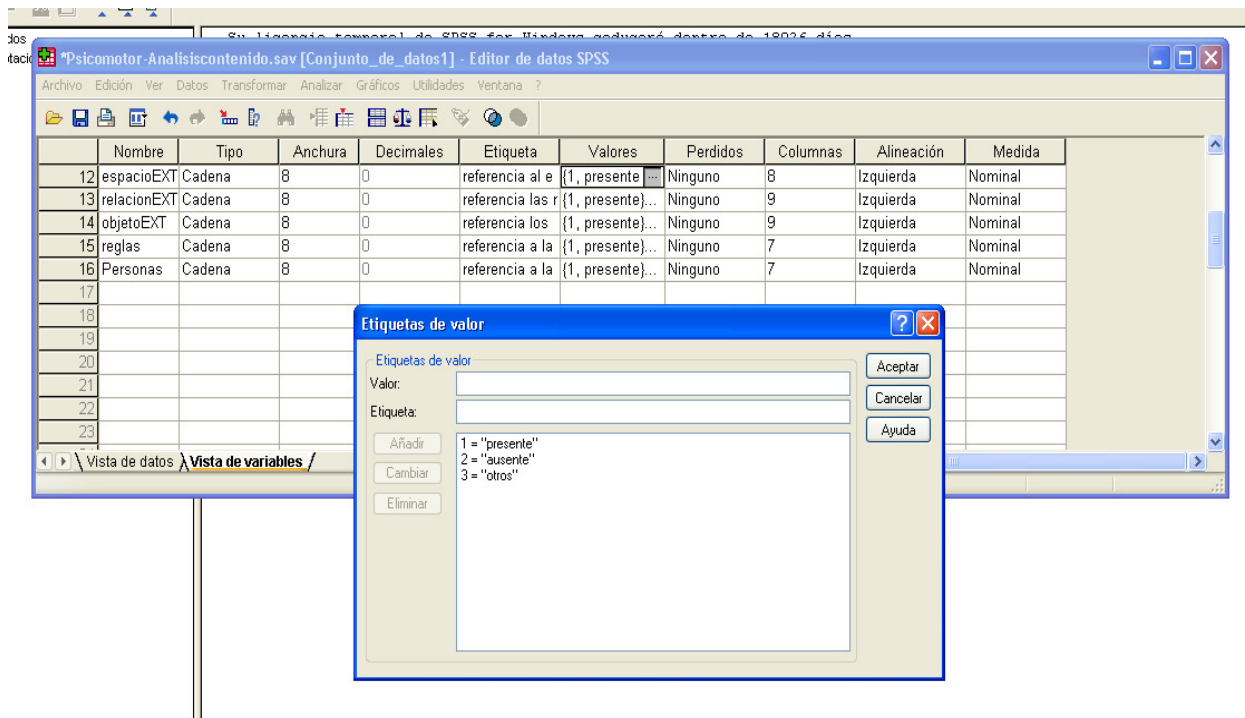 dos
Su licencia temporal de SPSS for Windows caducará dentro de 18026 días
tacio
*Psicomotor-Analisiscontenido.sav [Conjunto_de_datos1] - Editor de datos SPSS
Archivo Edición Ver Datos Transformar Analizar Gráficos Utilidades Ventana ?
Nombre Tipo Anchura Decimales Etiqueta Valores Perdidos Columnas Alineación Medida
12 espacioEXT Cadena 8 0 referencia al e {1, presente ... Ninguno 8 Izquierda Nominal
13 relacionEXT Cadena 8 0 referencia las r {1, presente}... Ninguno 9 Izquierda Nominal
14 objetoEXT Cadena 8 0 referencia los {1, presente}... Ninguno 9 Izquierda Nominal
15 reglas Cadena 8 0 referencia a la {1, presente}... Ninguno 7 Izquierda Nominal
16 Personas Cadena 8 0 referencia a la {1, presente}... Ninguno 7 Izquierda Nominal
17
18
19
20
21
22
23
Vista de datos Vista de variables
Etiquetas de valor
Etiquetas de valor
Valor:
Etiqueta:
Añadir
Cambiar
Eliminar
1 = "presente"
2 = "ausente"
3 = "otros"
Aceptar
Cancelar
Ayuda